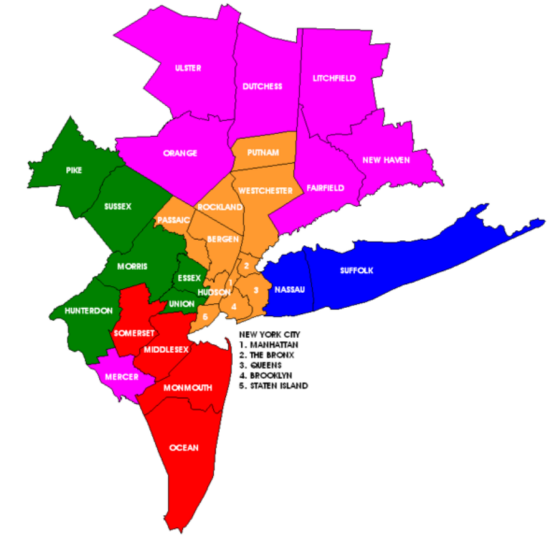 ULSTER
DUTCHESS
LITCHFIELD
ORANGE
PUTNAM
NEW HAVEN
PIKE
WESTCHESTER
FAIRFIELD
SUSSEX
ROCKLAND
PASSAIC
BERGEN
MORRIS
2
SUFFOLK
ESSEX
1
NASSAU
HUDSON
3
UNION
4
HUNTERDON
5
SOMERSET
NEW YORK CITY
1. MANHATTAN
2. THE BRONX
3. QUEENS
4. BROOKLYN
5. STATEN ISLAND
MIDDLESEX
MERCER
MONMOUTH
OCEAN